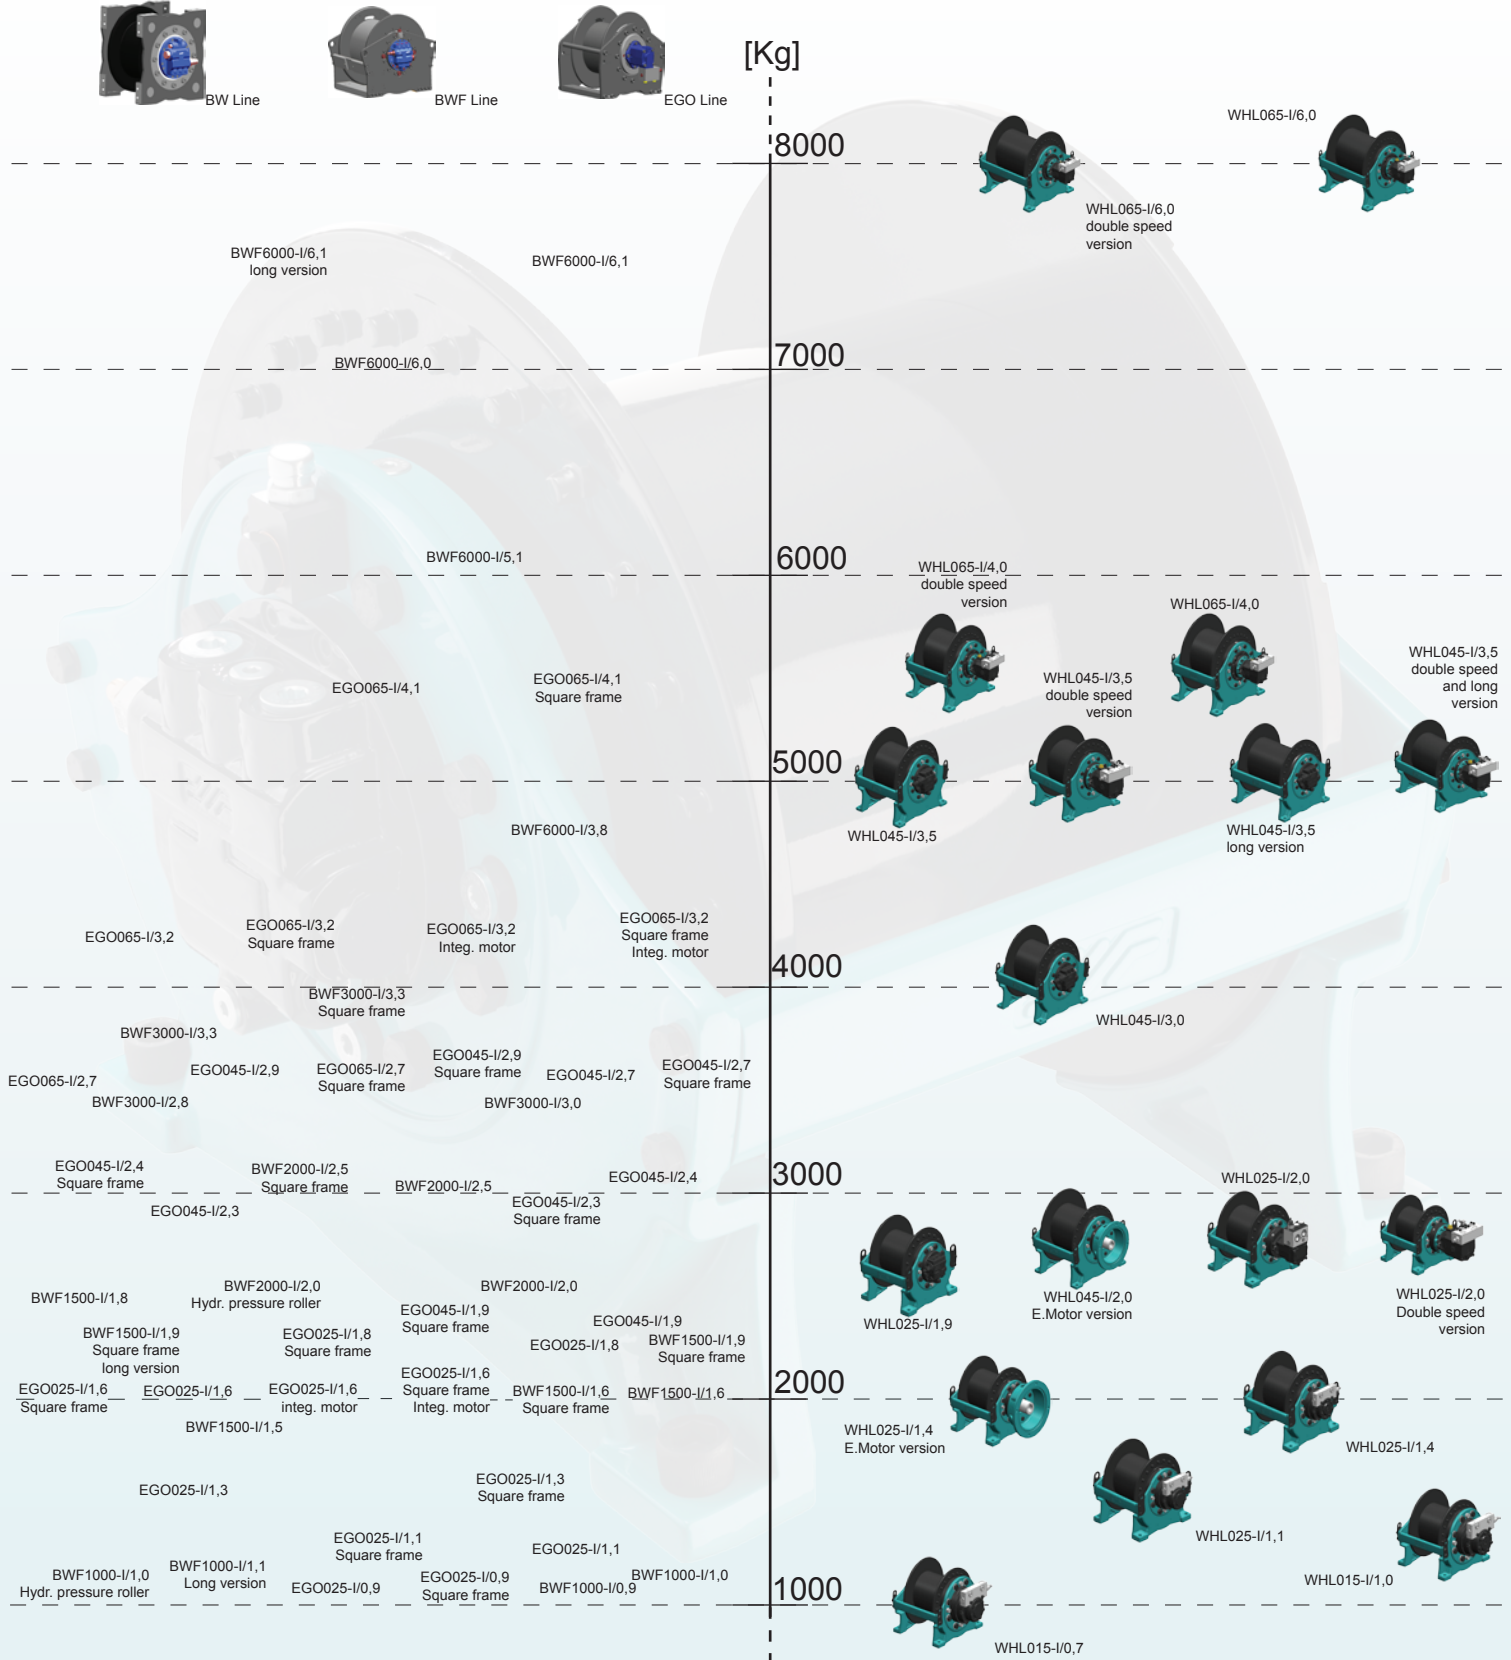 BW Line
BWF Line
EGO Line
[Kg]
WHL065-I/6,0
8000
WHL065-I/6,0
double speed
version
BWF6000-I/6,1
long version
BWF6000-I/6,1
7000
BWF6000-I/6,0
6000
BWF6000-I/5,1
WHL065-I/4,0
double speed
version
WHL065-I/4,0
WHL045-I/3,5
double speed
and long
version
EGO065-I/4,1
EGO065-I/4,1
Square frame
WHL045-I/3,5
double speed
version
5000
BWF6000-I/3,8
WHL045-I/3,5
WHL045-I/3,5
long version
EGO065-I/3,2
EGO065-I/3,2
Square frame
EGO065-I/3,2
Integ. motor
EGO065-I/3,2
Square frame
Integ. motor
4000
BWF3000-I/3,3
Square frame
WHL045-I/3,0
BWF3000-I/3,3
EGO065-I/2,7
EGO045-I/2,9
EGO065-I/2,7
Square frame
EGO045-I/2,9
Square frame
EGO045-I/2,7
EGO045-I/2,7
Square frame
BWF3000-I/2,8
BWF3000-I/3,0
EGO045-I/2,4
Square frame
BWF2000-I/2,5
Square frame
BWF2000-I/2,5
EGO045-I/2,4
3000
WHL025-I/2,0
EGO045-I/2,3
EGO045-I/2,3
Square frame
BWF1500-I/1,8
BWF2000-I/2,0
Hydr. pressure roller
BWF2000-I/2,0
WHL045-I/2,0
E.Motor version
WHL025-I/2,0
Double speed
version
EGO045-I/1,9
Square frame
EGO045-I/1,9
WHL025-I/1,9
BWF1500-I/1,9
Square frame
long version
EGO025-I/1,8
Square frame
EGO025-I/1,8
BWF1500-I/1,9
Square frame
EGO025-I/1,6
Square frame
EGO025-I/1,6
EGO025-I/1,6
integ. motor
EGO025-I/1,6
Square frame
Integ. motor
BWF1500-I/1,6
Square frame
BWF1500-I/1,6
2000
BWF1500-I/1,5
WHL025-I/1,4
E.Motor version
WHL025-I/1,4
EGO025-I/1,3
EGO025-I/1,3
Square frame
WHL025-I/1,1
EGO025-I/1,1
Square frame
EGO025-I/1,1
BWF1000-I/1,0
Hydr. pressure roller
BWF1000-I/1,1
Long version
EGO025-I/0,9
EGO025-I/0,9
Square frame
BWF1000-I/0,9
BWF1000-I/1,0
1000
WHL015-I/1,0
WHL015-I/0,7